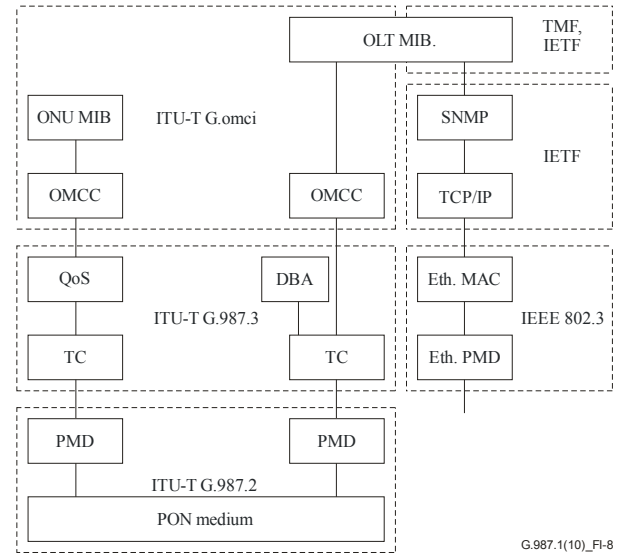 OLT MIB.
TMF,
IETF
ONU MIB
ITU-T G.omci
SNMP
IETF
OMCC
OMCC
TCP/IP
QoS
DBA
Eth. MAC
ITU-T G.987.3
IEEE 802.3
TC
TC
Eth. PMD
PMD
PMD
ITU-T G.987.2
PON medium
G.987.1(10)_FI-8